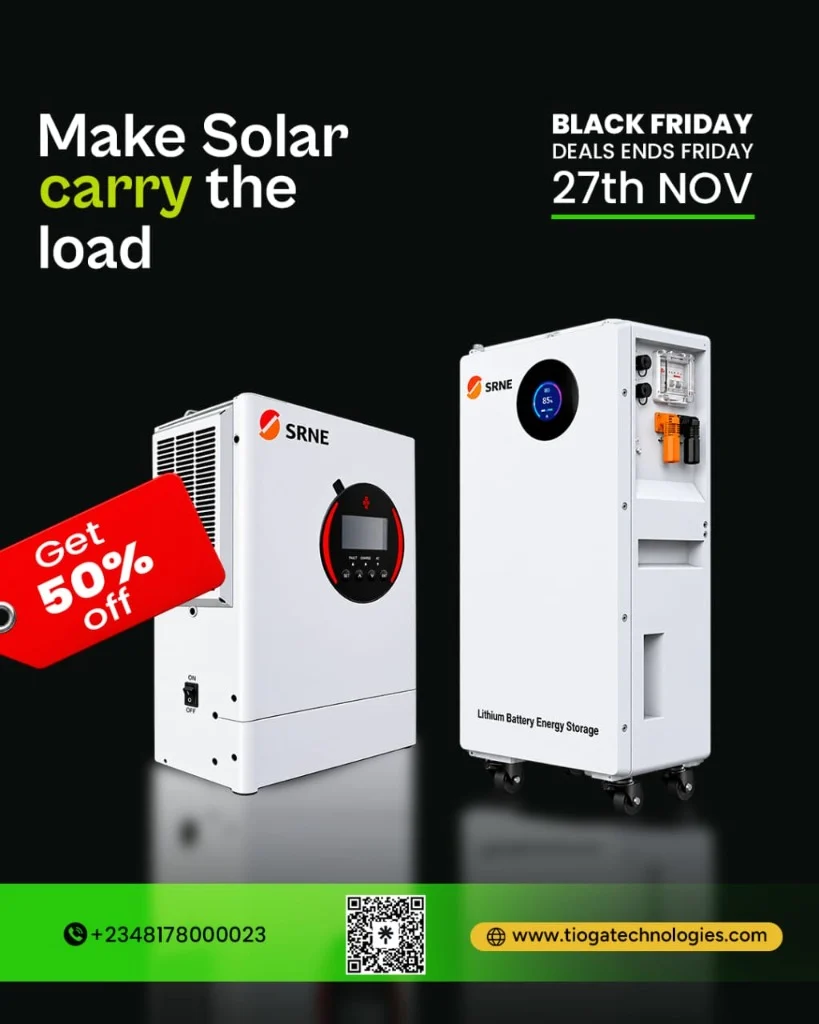 Make Solar
carry the
load
BLACK FRIDAY
DEALS ENDS FRIDAY
27th NOV
SRNE
SRNE
85%
Get
50%
Off
ON
OFF
Lithium Battery Energy Storage
+2348178000023
www.tiogatechnologies.com